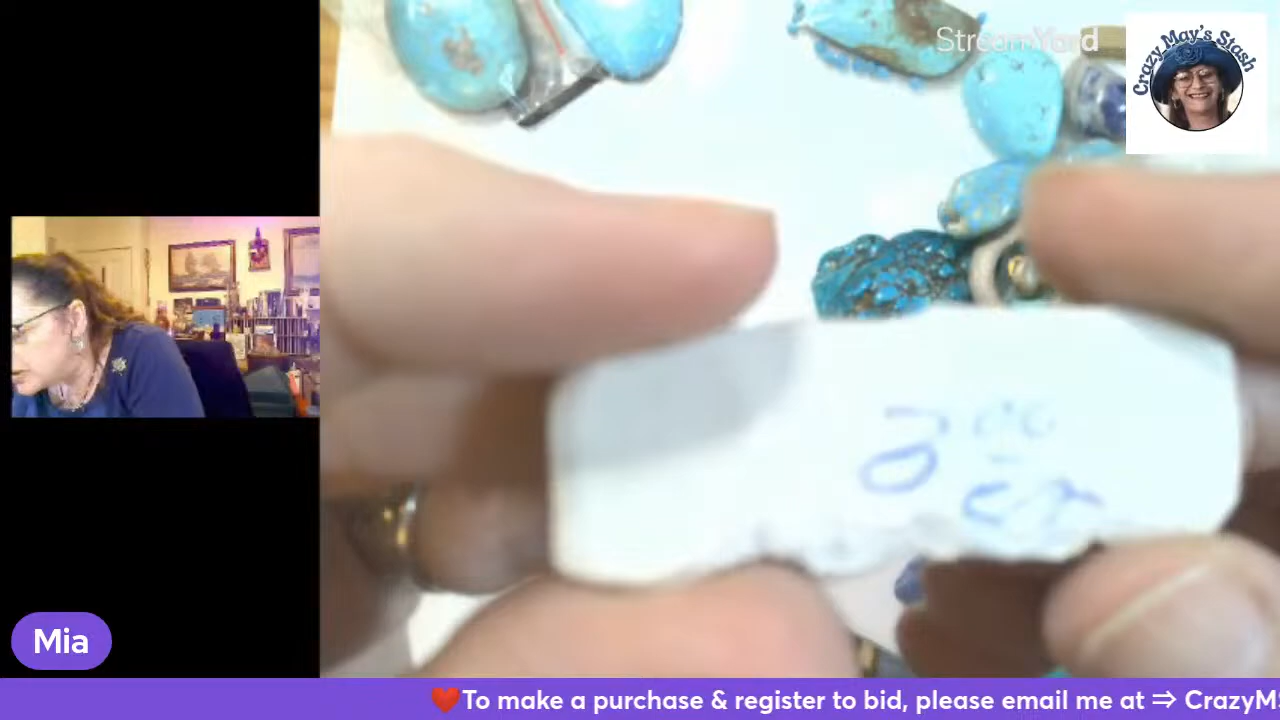 StreamYard
Crazy May's Stash
Mia
❤️To make a purchase & register to bid, please email me at ⇒ CrazyM